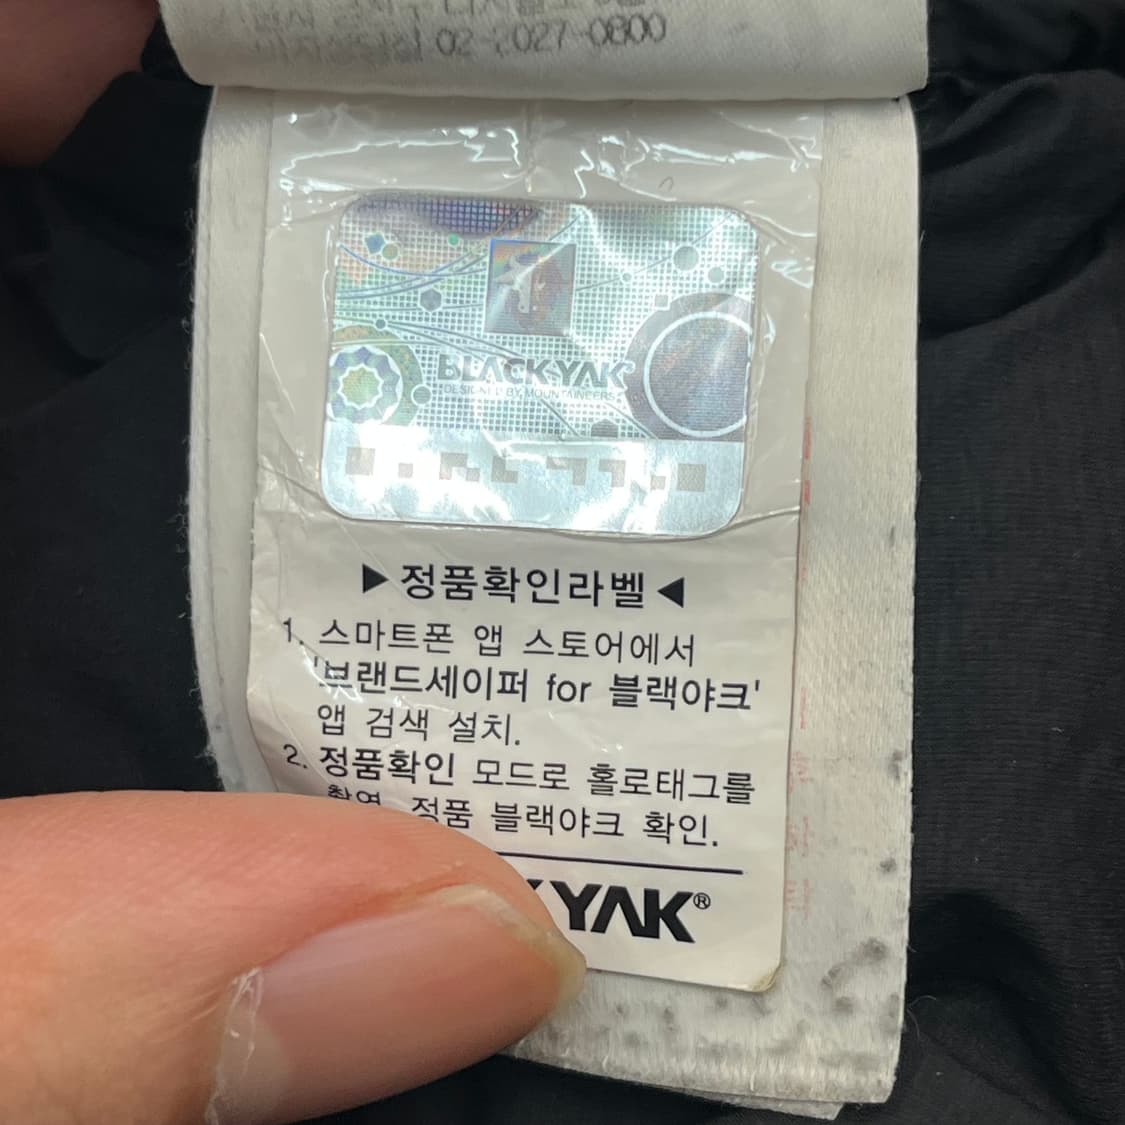 02-2027-0800
BLACKYAK
DESIGNED BY MOUNTAINEERS
▶정품확인라벨◀
1. 스마트폰 앱 스토어에서
'브랜드세이퍼 for 블랙야크'
앱 검색 설치.
2. 정품확인 모드로 홀로태그를
촬영, 정품 블랙야크 확인.
YAK®